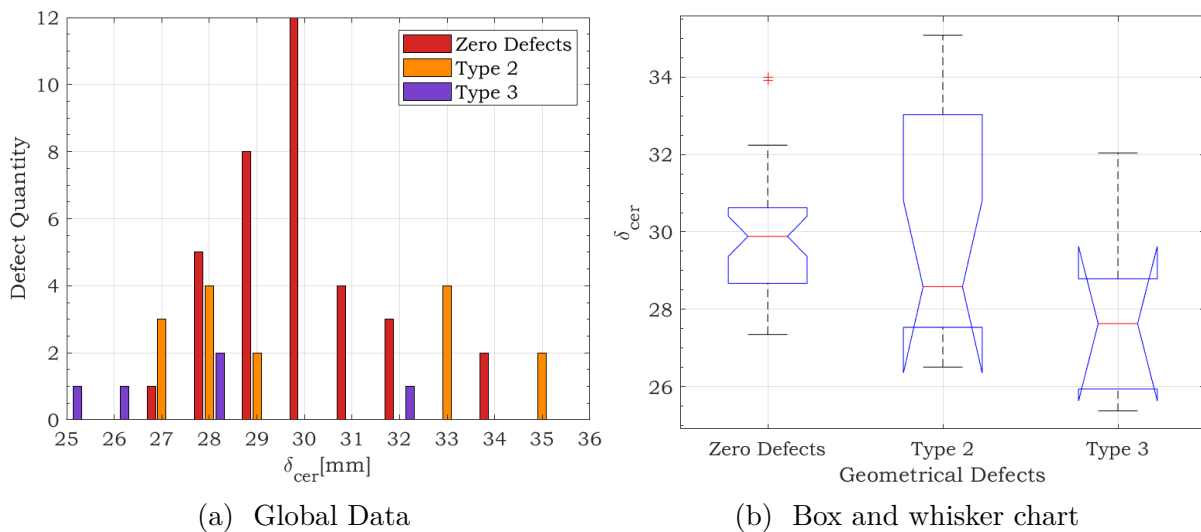 12
10
8
6
4
2
0
Defect Quantity
Zero Defects
Type 2
Type 3
25 26 27 28 29 30 31 32 33 34 35 36
δcer[mm]
(a) Global Data
34
32
30
28
26
δcer
Zero Defects Type 2 Type 3
Geometrical Defects
(b) Box and whisker chart